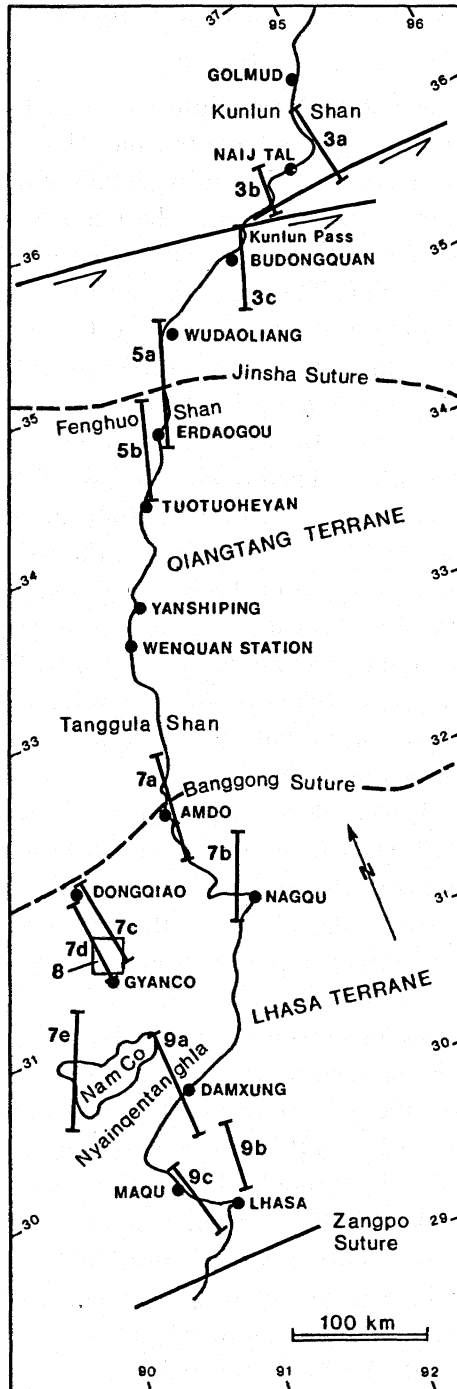 37 95 96
GOLMUD
36
Kunlun Shan
3a
NAIJ TAL
3b
Kunlun Pass
35
36
BUDONGQUAN
3c
WUDAOLIANG
5a
Jinsha Suture
34
35
Fenghuo Shan
ERDAOGOU
5b
TUOTUOHEYAN
QIANGTANG TERRANE
33
34
YANSHIPING
WENQUAN STATION
Tanggula Shan
32
33
7a
Banggong Suture
AMDO
7b
N
DONGQIAO
NAGQU
31
7c
7d
8
GYANCO
LHASA TERRANE
7e
9a
30
31
Nam Co
Nyainqentanghla
DAMXUNG
9b
9c
MAQU
LHASA
29
30
Zangpo
Suture
100 km
90 91 92